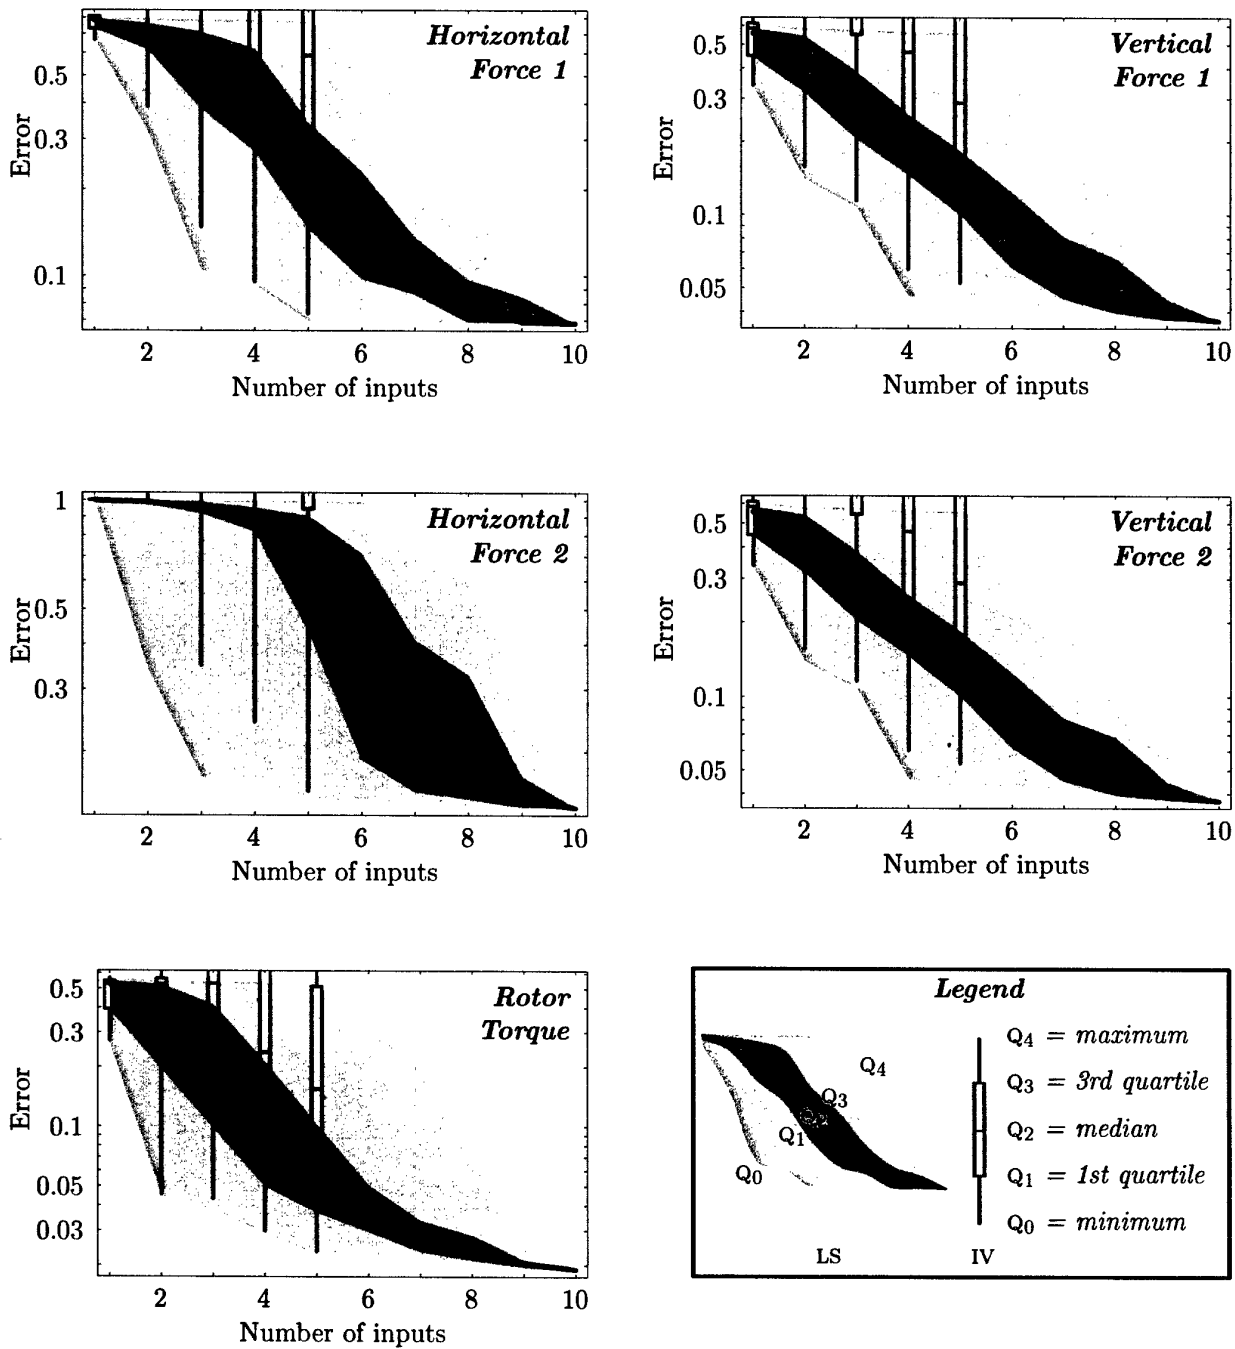 Horizontal
Force 1
Error
0.5
0.3
0.1
2 4 6 8 10
Number of inputs
Vertical
Force 1
Error
0.5
0.3
0.1
0.05
2 4 6 8 10
Number of inputs
Horizontal
Force 2
Error
1
0.5
0.3
2 4 6 8 10
Number of inputs
Vertical
Force 2
Error
0.5
0.3
0.1
0.05
2 4 6 8 10
Number of inputs
Rotor
Torque
Error
0.5
0.3
0.1
0.05
0.03
2 4 6 8 10
Number of inputs
Legend
Q4
Q3
Q2
Q1
Q0
LS
IV
Q4 = maximum
Q3 = 3rd quartile
Q2 = median
Q1 = 1st quartile
Q0 = minimum